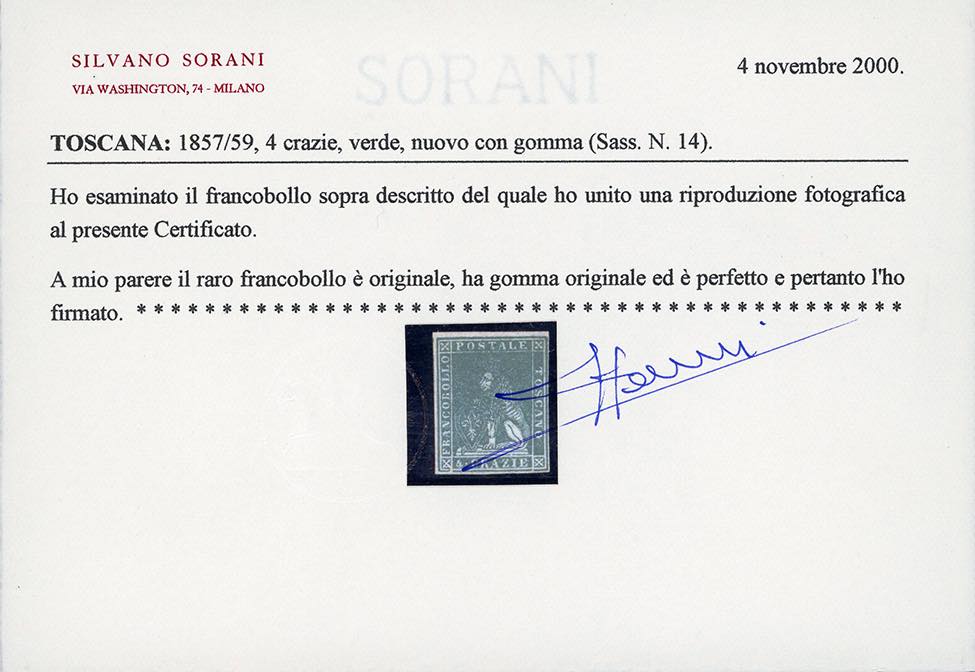 SILVANO SORANI
VIA WASHINGTON, 74 - MILANO
SORANI
4 novembre 2000.
TOSCANA: 1857/59, 4 crazie, verde, nuovo con gomma (Sass. N. 14).
Ho esaminato il francobollo sopra descritto del quale ho unito una riproduzione fotografica
al presente Certificato.
A mio parere il raro francobollo è originale, ha gomma originale ed è perfetto e pertanto l'ho
firmato. * * * * * * * * * * * * * * * * * * * * * * * * * * * * * * * * * * * * * * * * * * * * * * * * * *
POSTALE
FRANCOBOLLO
TOSCANO
4 CRAZIE